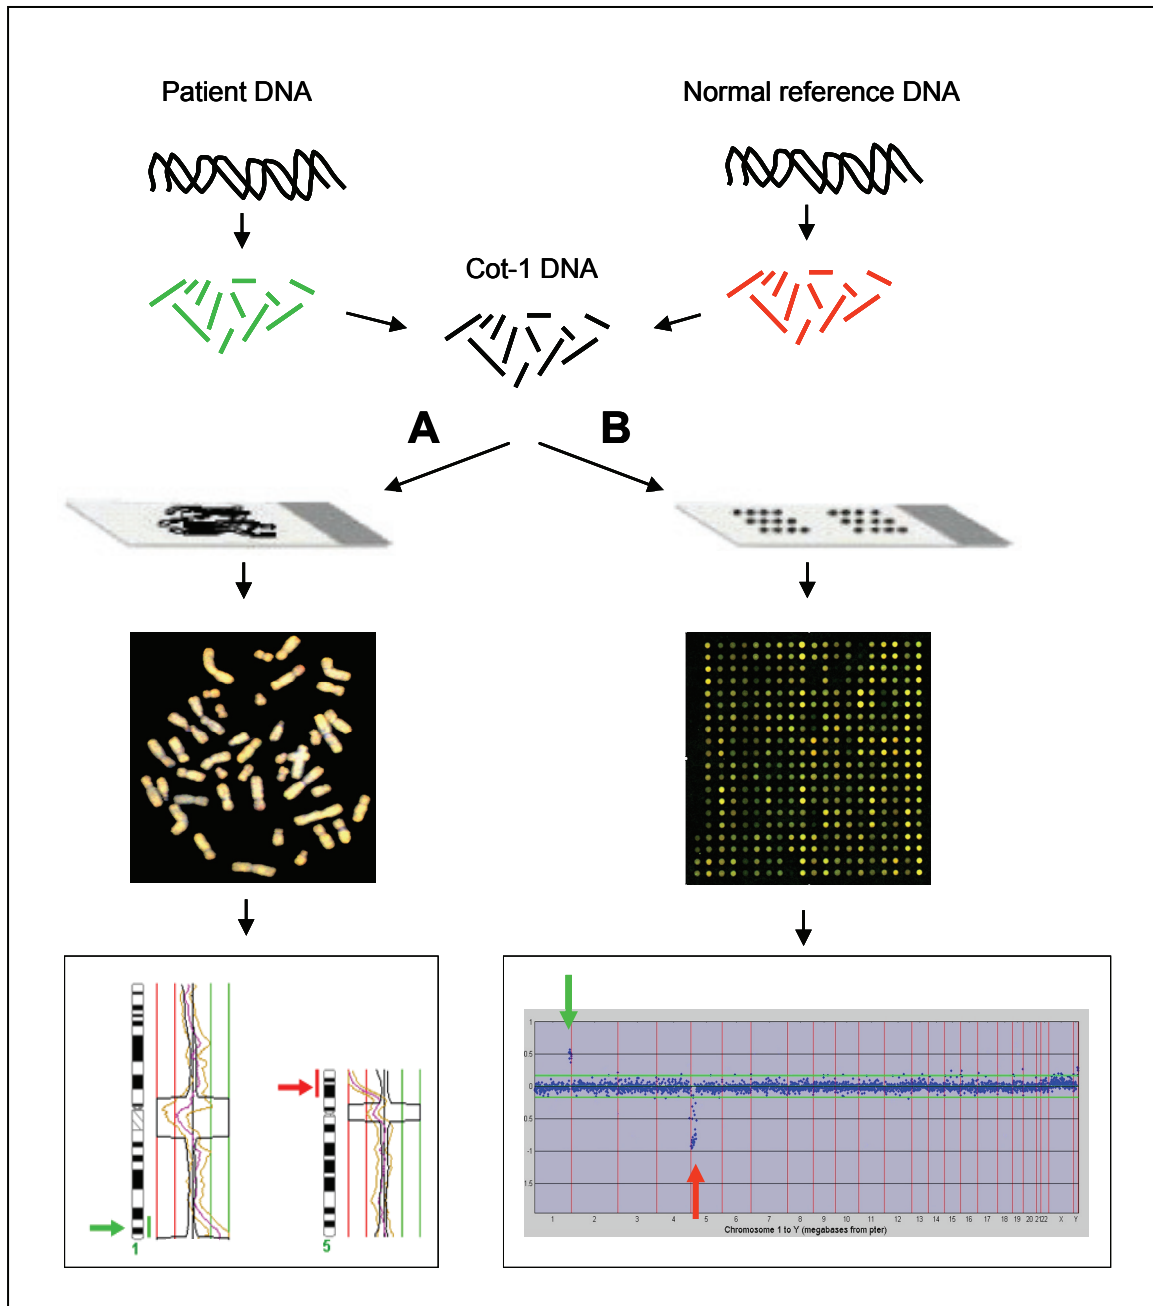 Patient DNA
Normal reference DNA
Cot-1 DNA
A
B
1
5
1
0.5
0
0.5
-1
1.5
1 2 3 4 5 6 7 8 9 10 11 12 13 14 15 16 17 18 19 20 2122 X Y
Chromosome 1 to Y (megabases from pter)